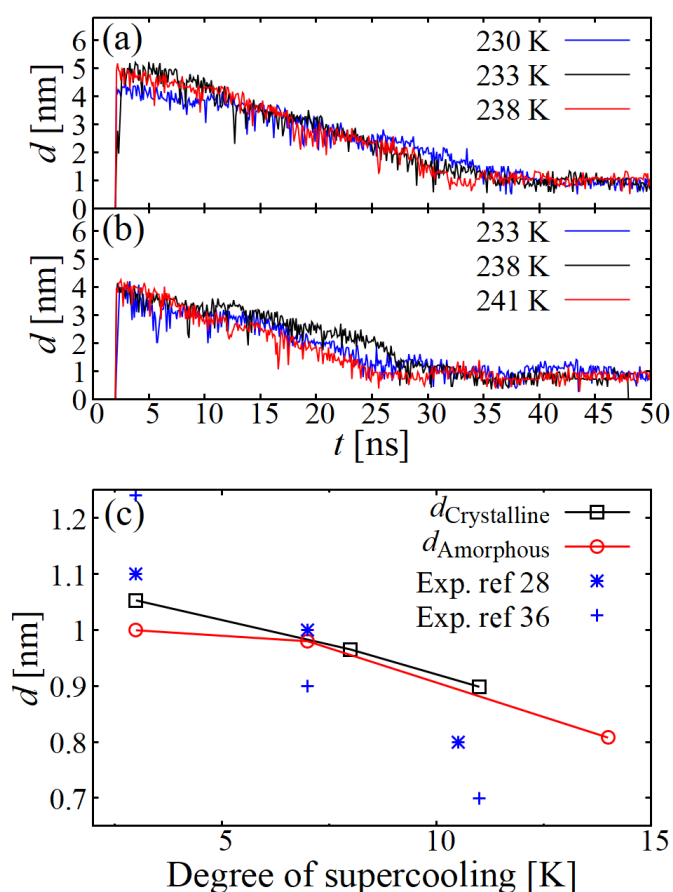 (a)
230 K
233 K
238 K
d [nm]
6
5
4
3
2
1
0
(b)
233 K
238 K
241 K
d [nm]
6
5
4
3
2
1
0
0 5 10 15 20 25 30 35 40 45 50
t [ns]
(c)
dCrystalline
dAmorphous
Exp. ref 28
Exp. ref 36
d [nm]
1.2
1.1
1
0.9
0.8
0.7
5 10 15
Degree of supercooling [K]